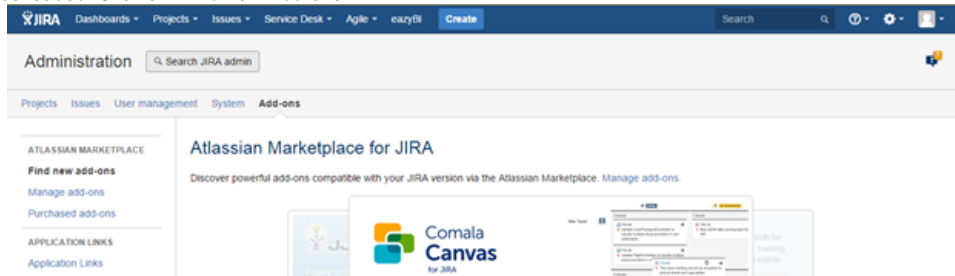 JIRA Dashboards Projects Issues Service Desk Agile eazyBI Create Search
Administration Search JIRA admin
Projects Issues User management System Add-ons
ATLASSIAN MARKETPLACE
Find new add-ons
Manage add-ons
Purchased add-ons
APPLICATION LINKS
Application Links
Atlassian Marketplace for JIRA
Discover powerful add-ons compatible with your JIRA version via the Atlassian Marketplace. Manage add-ons.
Comala
Canvas
for JIRA